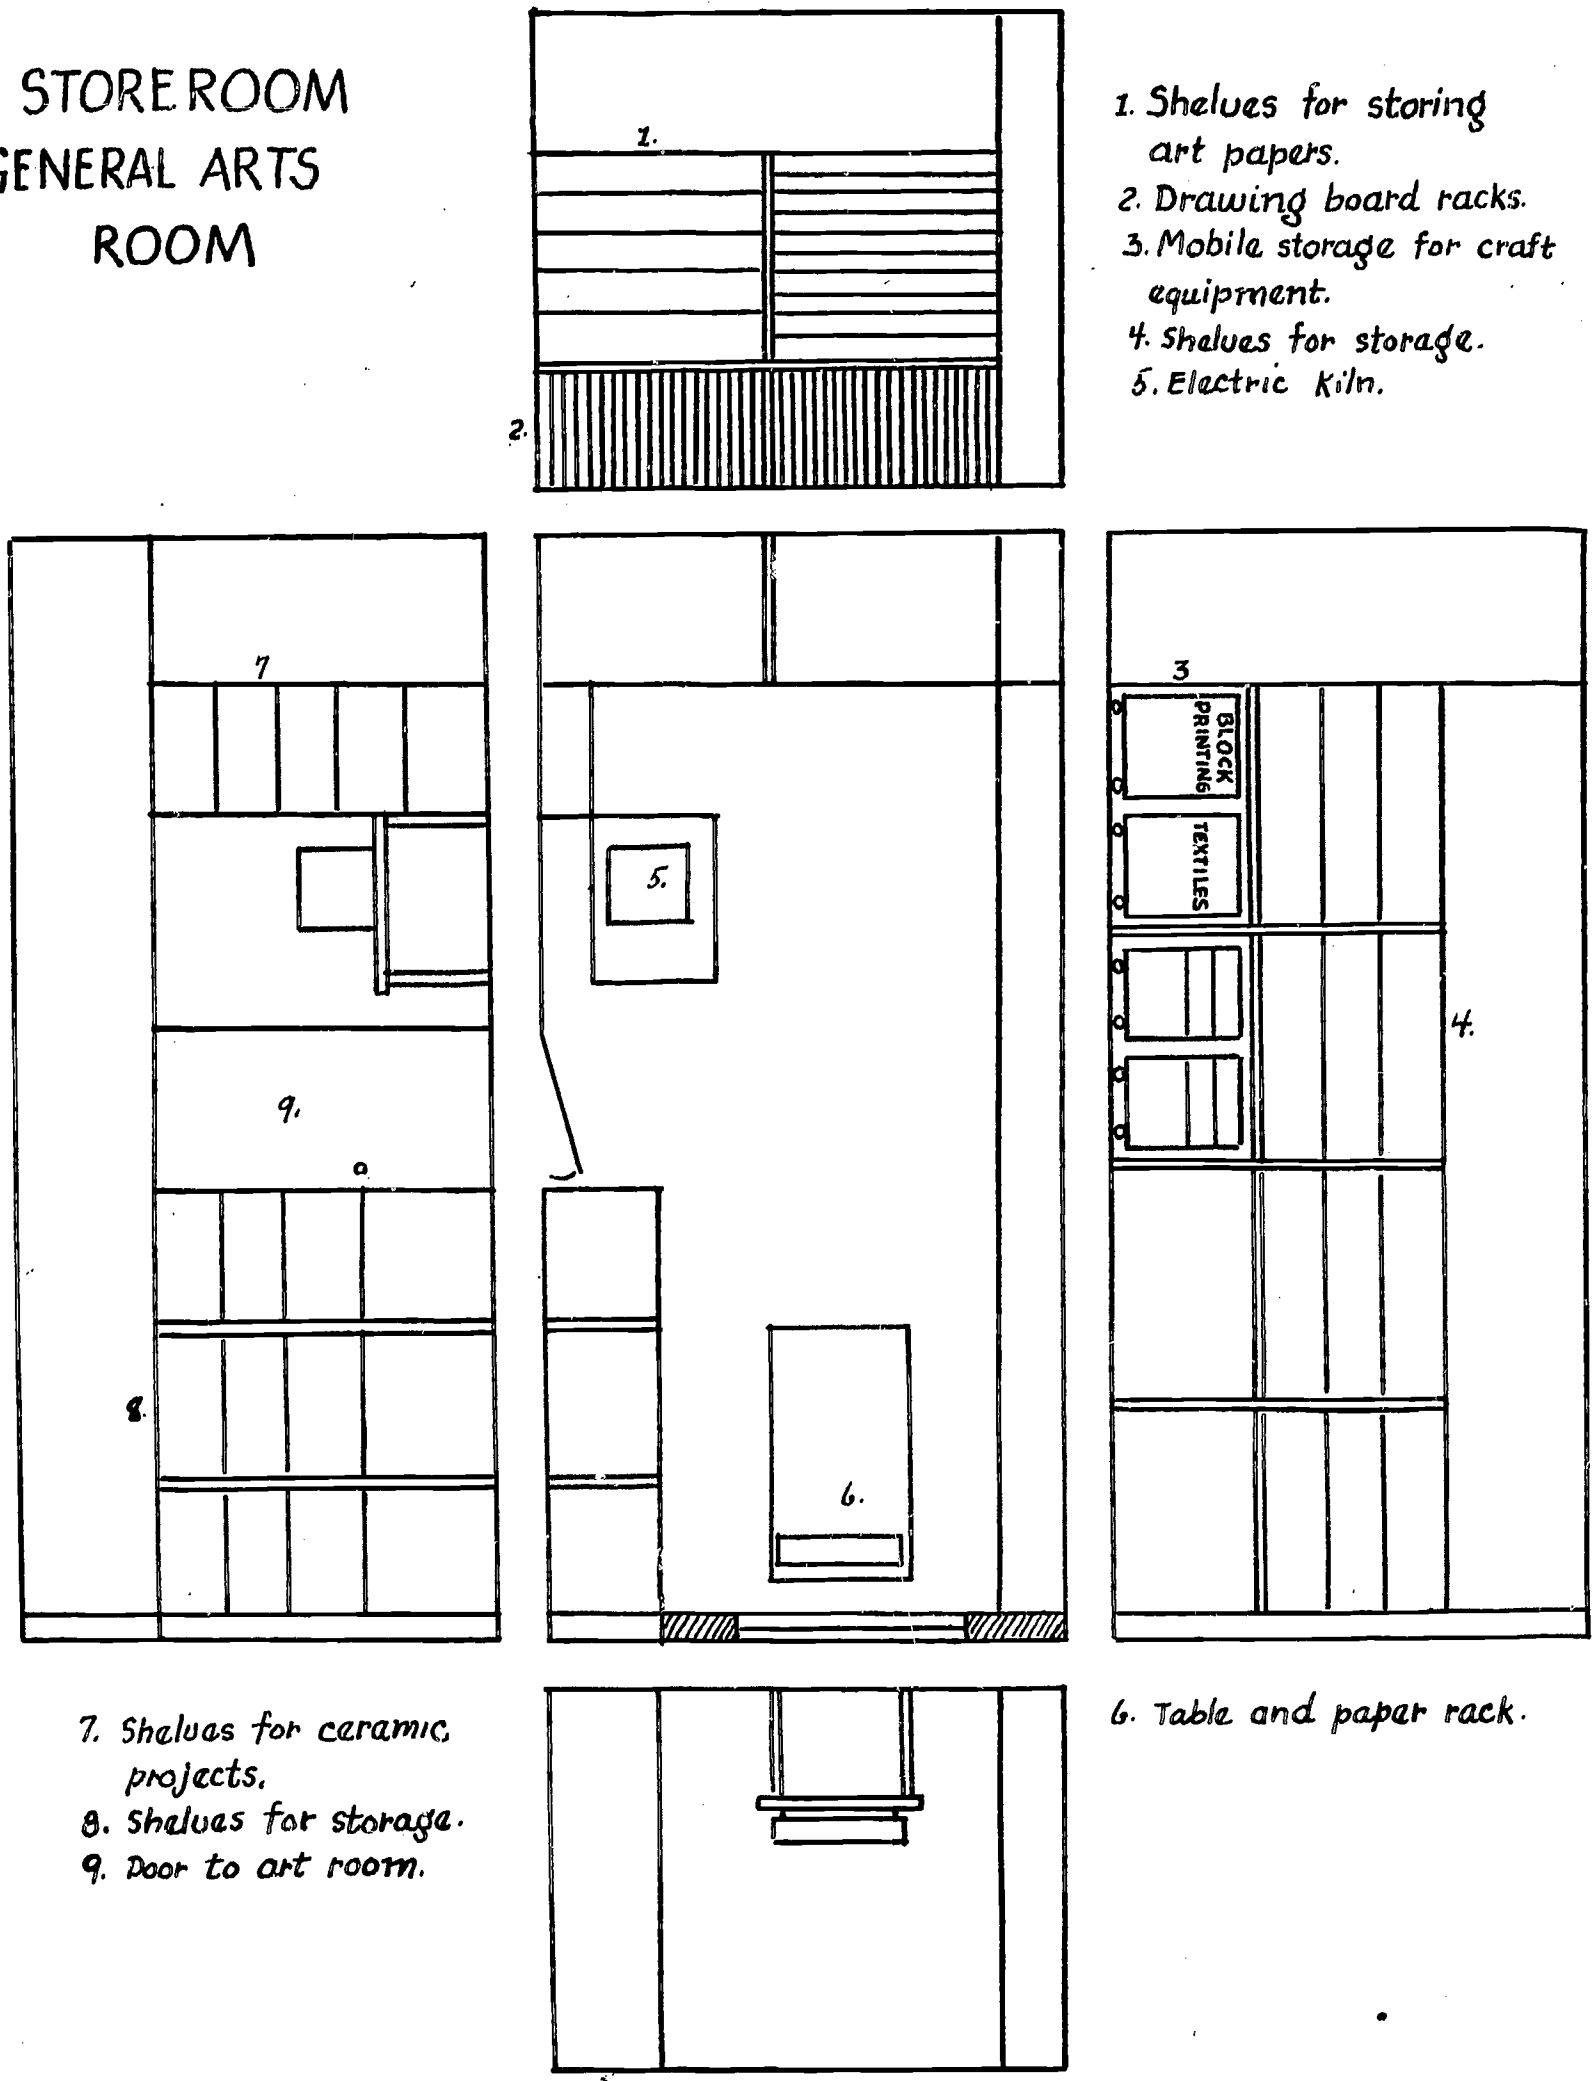 STOREROOM
GENERAL ARTS
ROOM
1. Shelves for storing
art papers.
2. Drawing board racks.
3. Mobile storage for craft
equipment.
4. Shelves for storage.
5. Electric Kiln.
1.
2.
7
3
BLOCK
PRINTING
TEXTILES
5.
4.
9.
8.
6.
7. Shelves for ceramic
projects.
8. Shelves for storage.
9. Door to art room.
6. Table and paper rack.